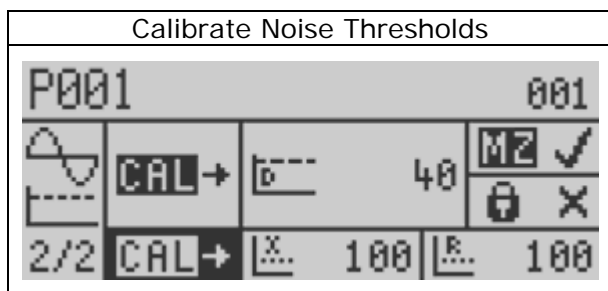 Calibrate Noise Thresholds
P001 001
CAL→ D 40 MZ ✓
×
2/2 CAL→ X 100 R 100